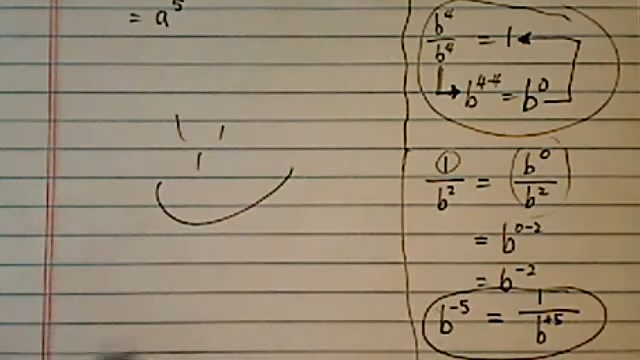 = a⁵
b⁴/b⁴ = 1
b⁴⁻⁴ = b⁰
1/b² = (b⁰/b²)
= b⁰⁻²
= b⁻²
b⁻⁵ = 1/b⁺⁵